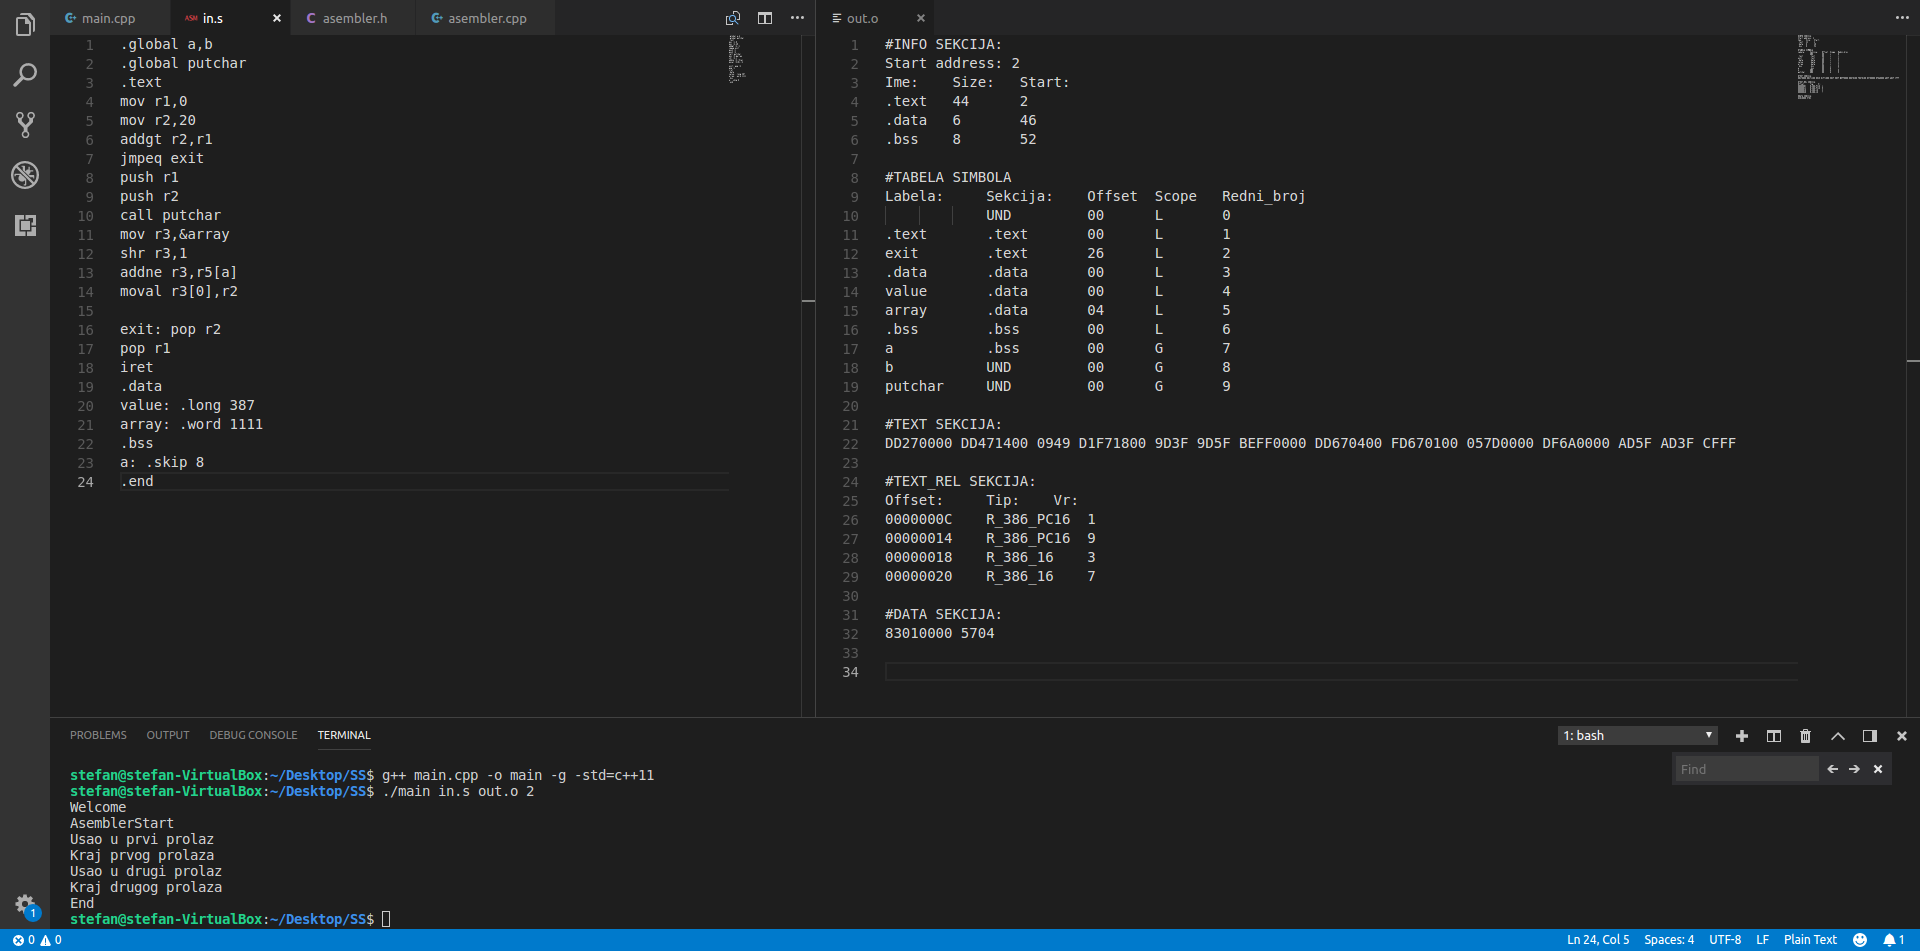 main.cpp
ASM in.s
C asembler.h
asembler.cpp
out.o
1 .global a,b
2 .global putchar
3 .text
4 mov r1,0
5 mov r2,20
6 addgt r2,r1
7 jmpeq exit
8 push r1
9 push r2
10 call putchar
11 mov r3,&array
12 shr r3,1
13 addne r3,r5[a]
14 moval r3[0],r2
15
16 exit: pop r2
17 pop r1
18 iret
19 .data
20 value: .long 387
21 array: .word 1111
22 .bss
23 a: .skip 8
24 .end
1 #INFO SEKCIJA:
2 Start address: 2
3 Ime: Size: Start:
4 .text 44 2
5 .data 6 46
6 .bss 8 52
7
8 #TABELA SIMBOLA
9 Labela: Sekcija: Offset Scope Redni_broj
10 UND 00 L 0
11 .text .text 00 L 1
12 exit .text 26 L 2
13 .data .data 00 L 3
14 value .data 00 L 4
15 array .data 04 L 5
16 .bss .bss 00 L 6
17 a .bss 00 G 7
18 b UND 00 G 8
19 putchar UND 00 G 9
20
21 #TEXT SEKCIJA:
22 DD270000 DD471400 0949 D1F71800 9D3F 9D5F BEFF0000 DD670400 FD670100 057D0000 DF6A0000 AD5F AD3F CFFF
23
24 #TEXT_REL SEKCIJA:
25 Offset: Tip: Vr:
26 0000000C R_386_PC16 1
27 00000014 R_386_PC16 9
28 00000018 R_386_16 3
29 00000020 R_386_16 7
30
31 #DATA SEKCIJA:
32 83010000 5704
33
34
PROBLEMS OUTPUT DEBUG CONSOLE TERMINAL
1: bash
Find
stefan@stefan-VirtualBox:~/Desktop/SS$ g++ main.cpp -o main -g -std=c++11
stefan@stefan-VirtualBox:~/Desktop/SS$ ./main in.s out.o 2
Welcome
AsemblerStart
Usao u prvi prolaz
Kraj prvog prolaza
Usao u drugi prolaz
Kraj drugog prolaza
End
stefan@stefan-VirtualBox:~/Desktop/SS$
1
0 0
Ln 24, Col 5 Spaces: 4 UTF-8 LF Plain Text 1